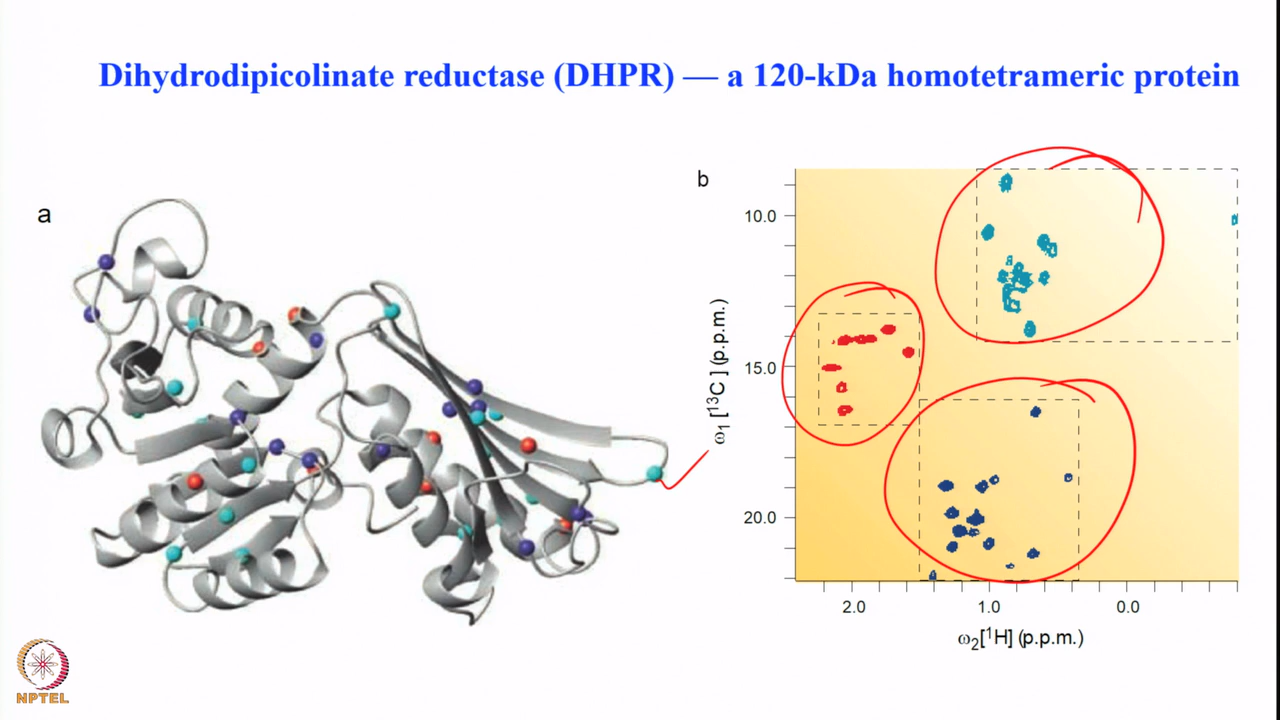 Dihydrodipicolinate reductase (DHPR) — a 120-kDa homotetrameric protein
a
b
10.0
15.0
20.0
ω1 [13C ] (p.p.m.)
2.0 1.0 0.0
ω2[1H] (p.p.m.)
NPTEL